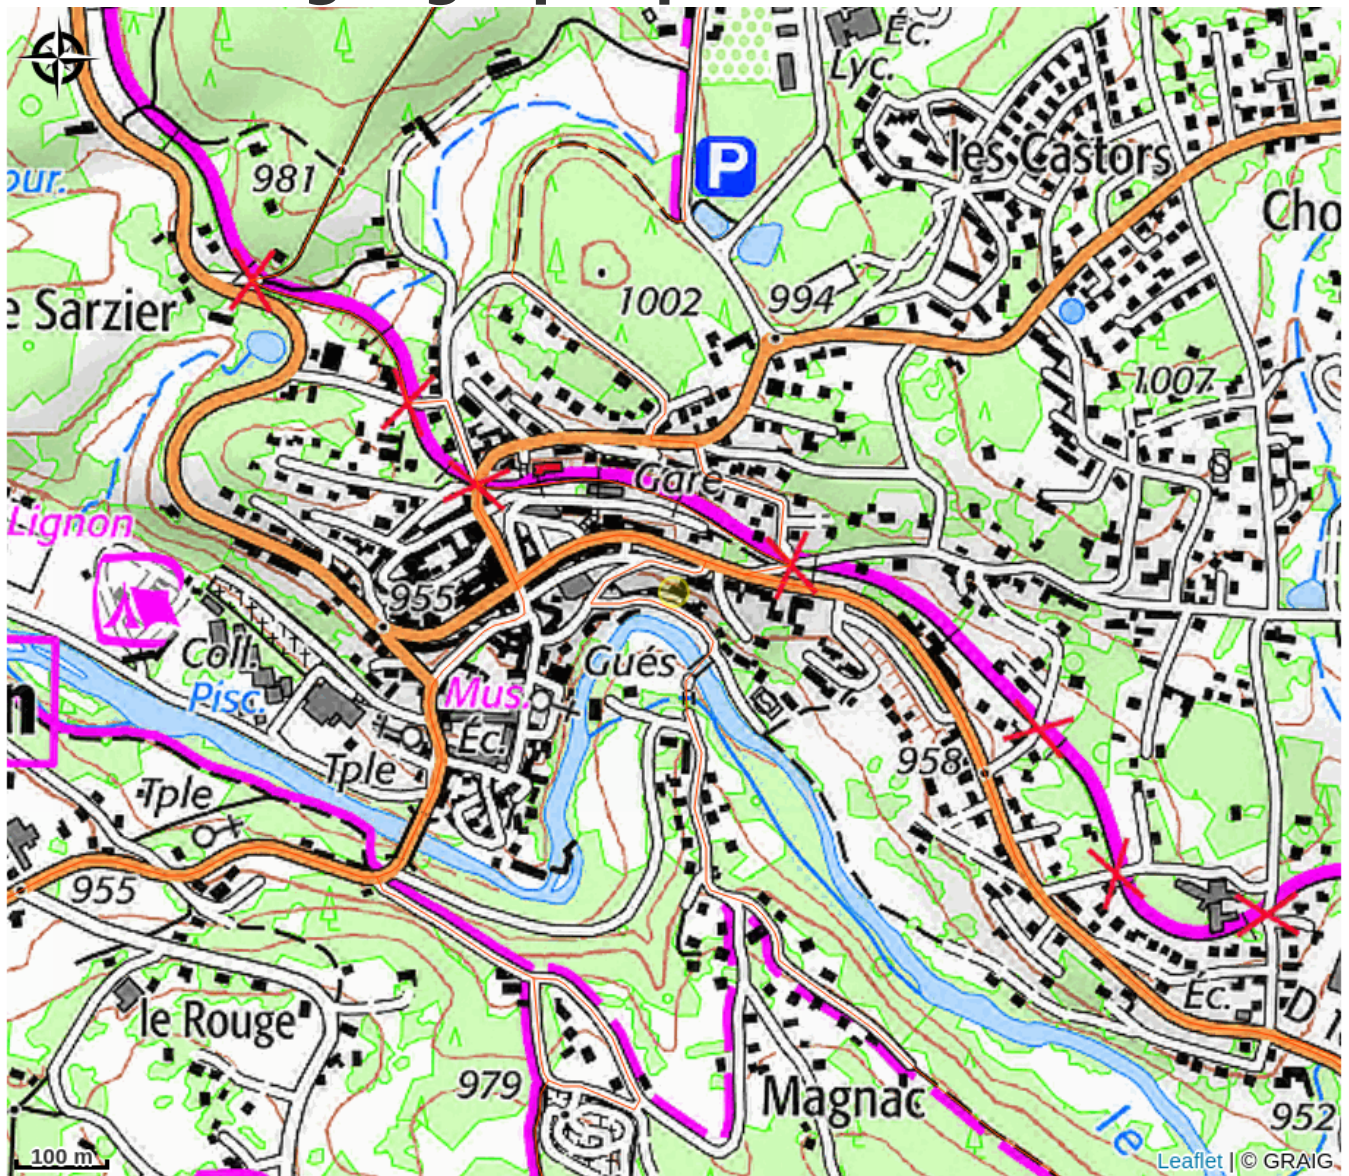 Éc.
Lyc.
P
les Castors
our.
981
Cho
1002
994
e Sarzier
1007
Gare
Lignon
955
Gués
Coll.
Pisc.
Mus.
n
Éc.
958
Tple
Tple
955
Éc.
D 1
le Rouge
979
Magnac
952
le
100 m
Leaflet | © GRAIG